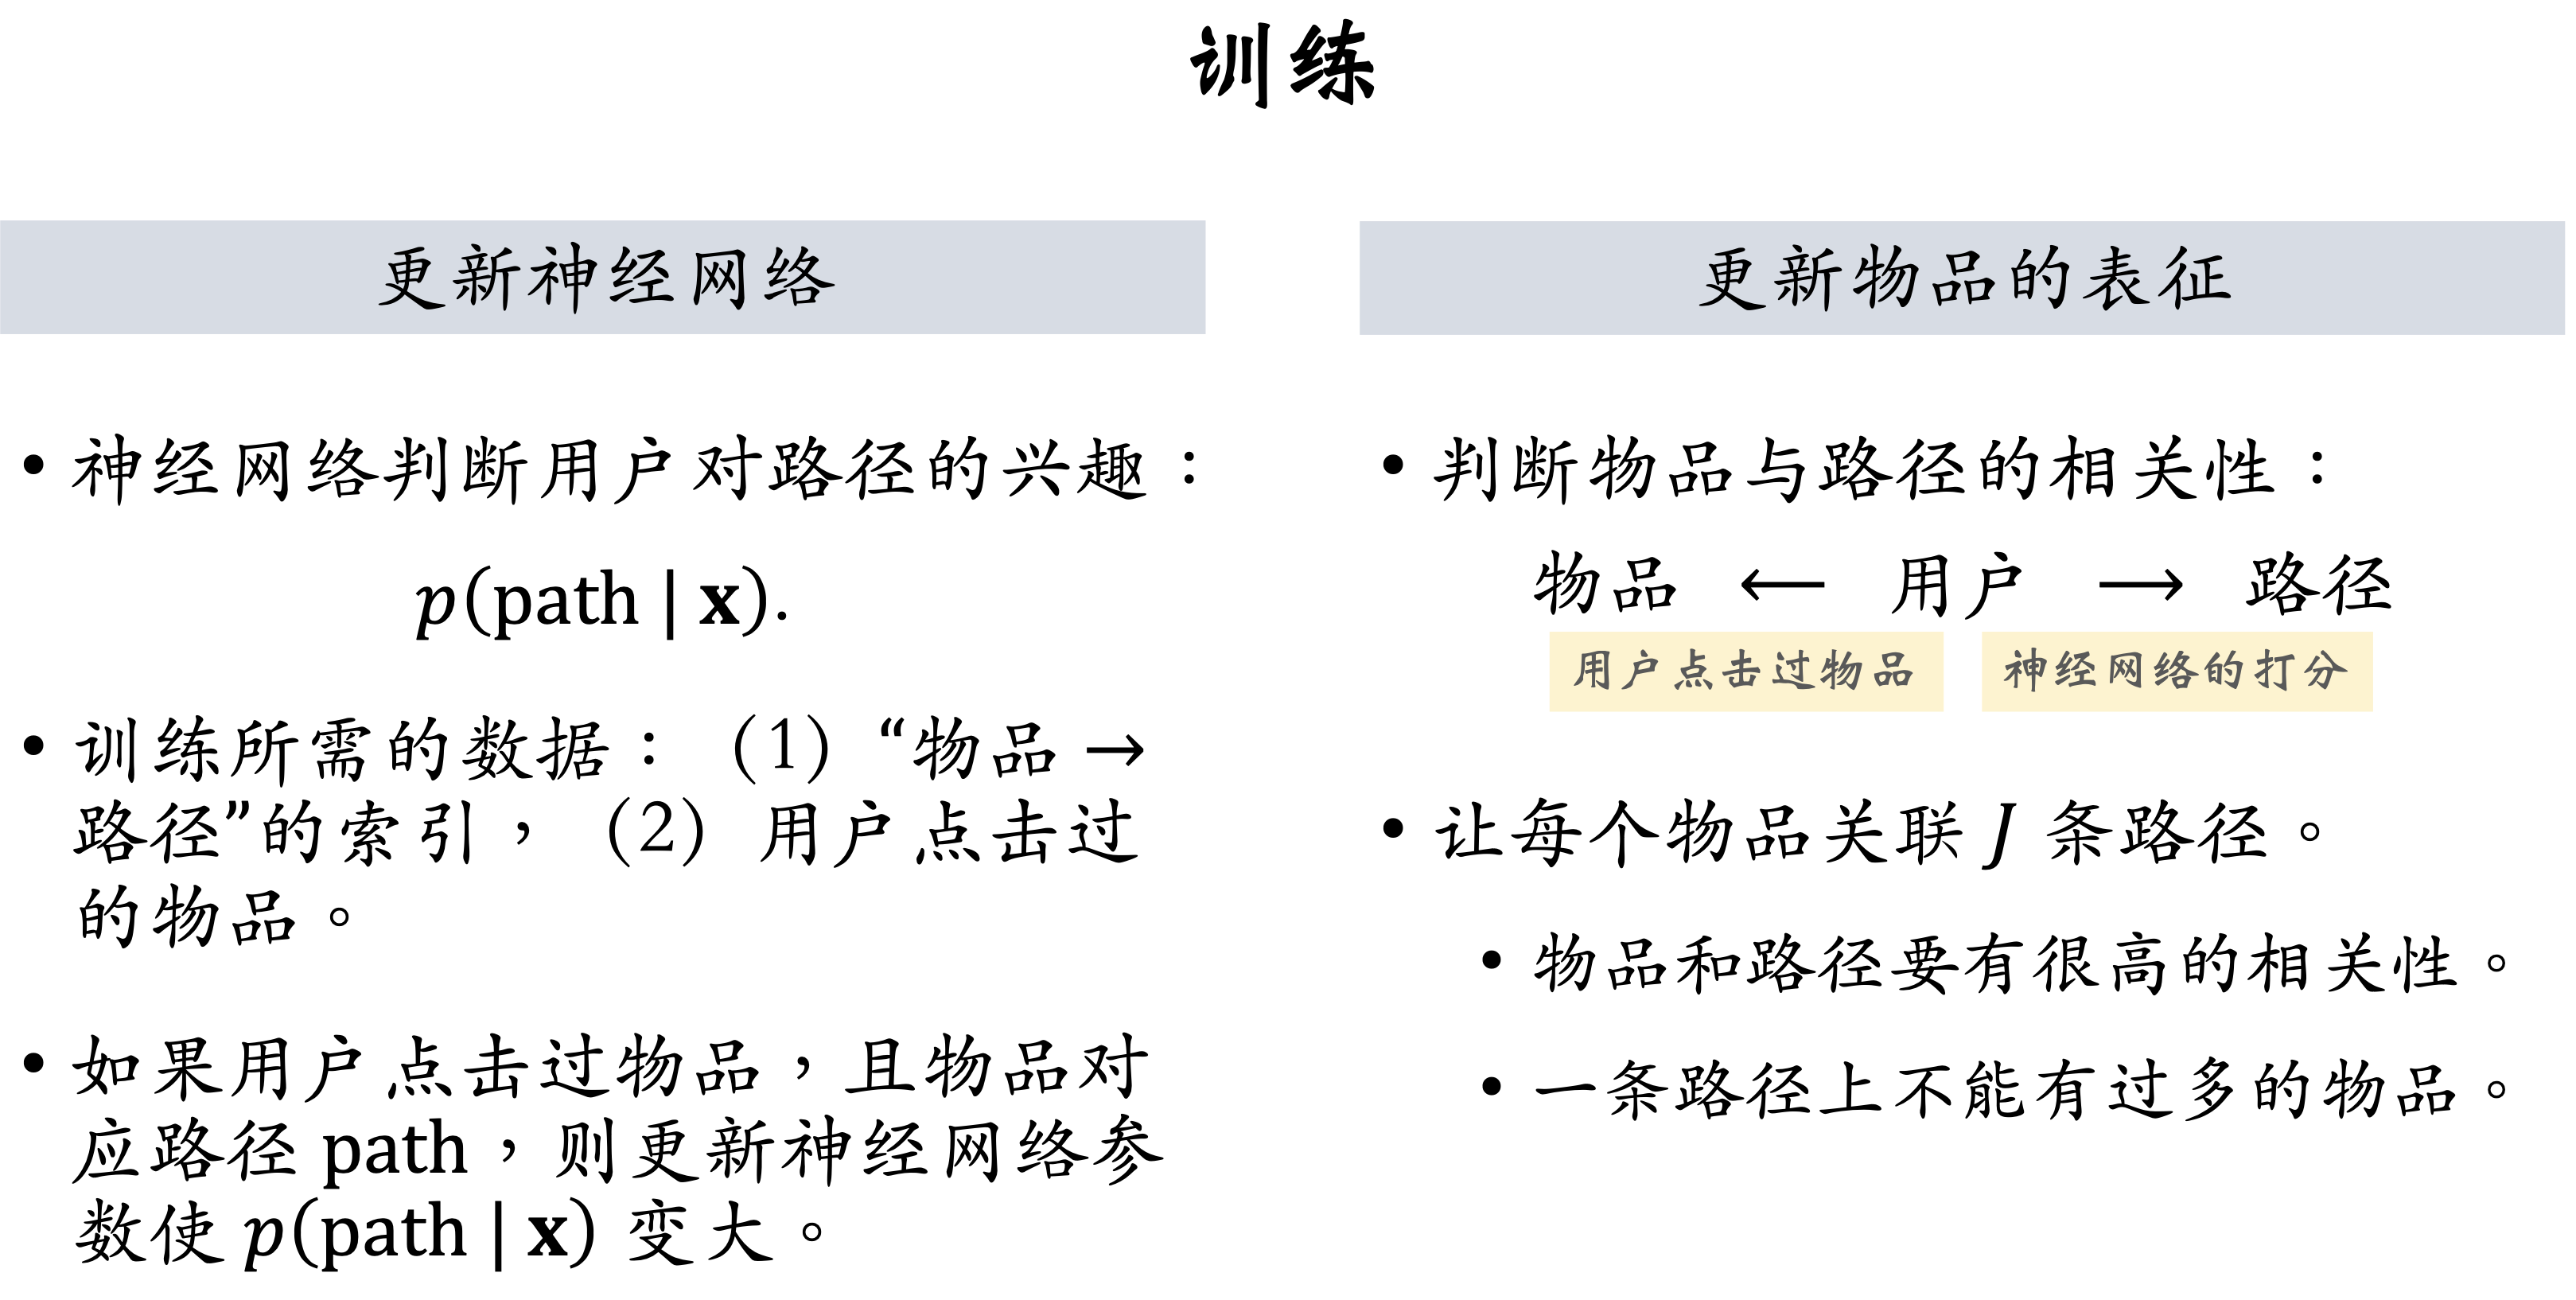 训练
更新神经网络
• 神经网络判断用户对路径的兴趣：
p(path | x).
• 训练所需的数据：（1）“物品 →
路径”的索引，（2）用户点击过
的物品。
• 如果用户点击过物品，且物品对
应路径 path，则更新神经网络参
数使 p(path | x) 变大。
更新物品的表征
• 判断物品与路径的相关性：
物品 ⟵ 用户 ⟶ 路径
用户点击过物品 神经网络的打分
• 让每个物品关联 J 条路径。
• 物品和路径要有很高的相关性。
• 一条路径上不能有过多的物品。